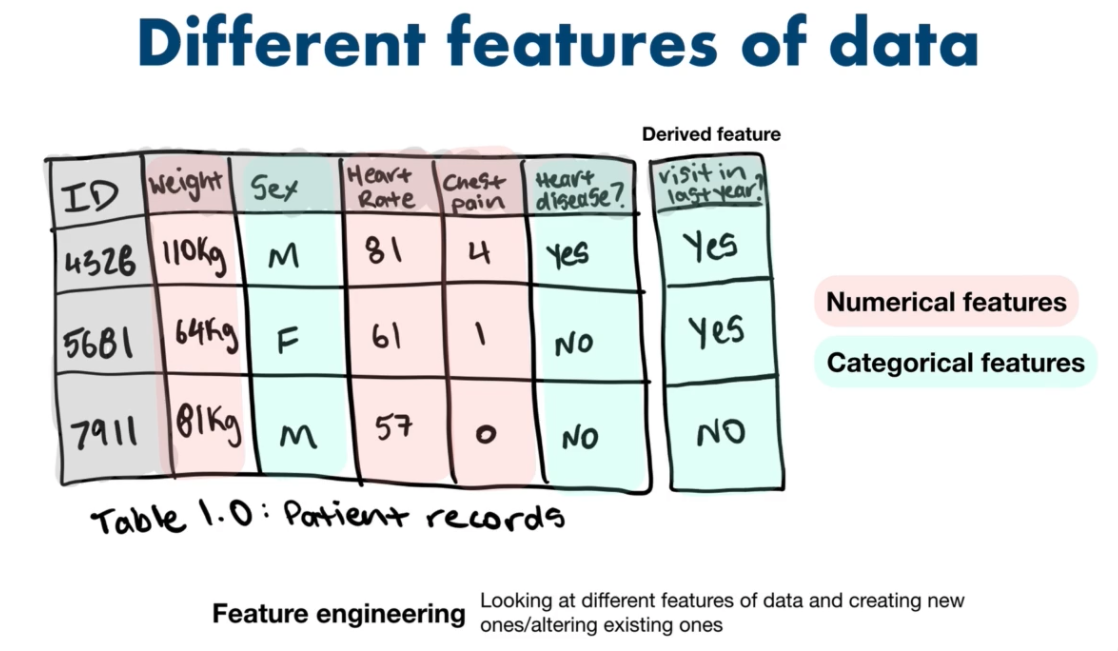 Different features of data
Derived feature
ID Weight Sex Heart Rate Chest pain Heart disease? visit in last year?
4328 110Kg M 81 4 yes Yes
5681 64Kg F 61 1 NO Yes
7911 81Kg M 57 0 NO NO
Numerical features
Categorical features
Table 1.0: Patient records
Feature engineering
Looking at different features of data and creating new
ones/altering existing ones